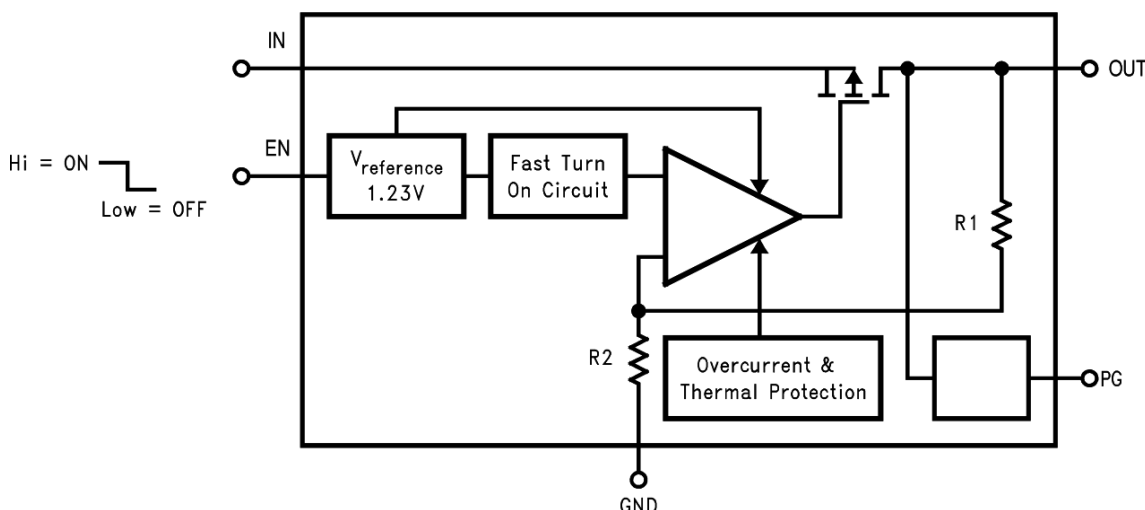 IN
OUT
EN
Hi = ON
Low = OFF
Vreference
1.23V
Fast Turn
On Circuit
R1
R2
Overcurrent &
Thermal Protection
PG
GND